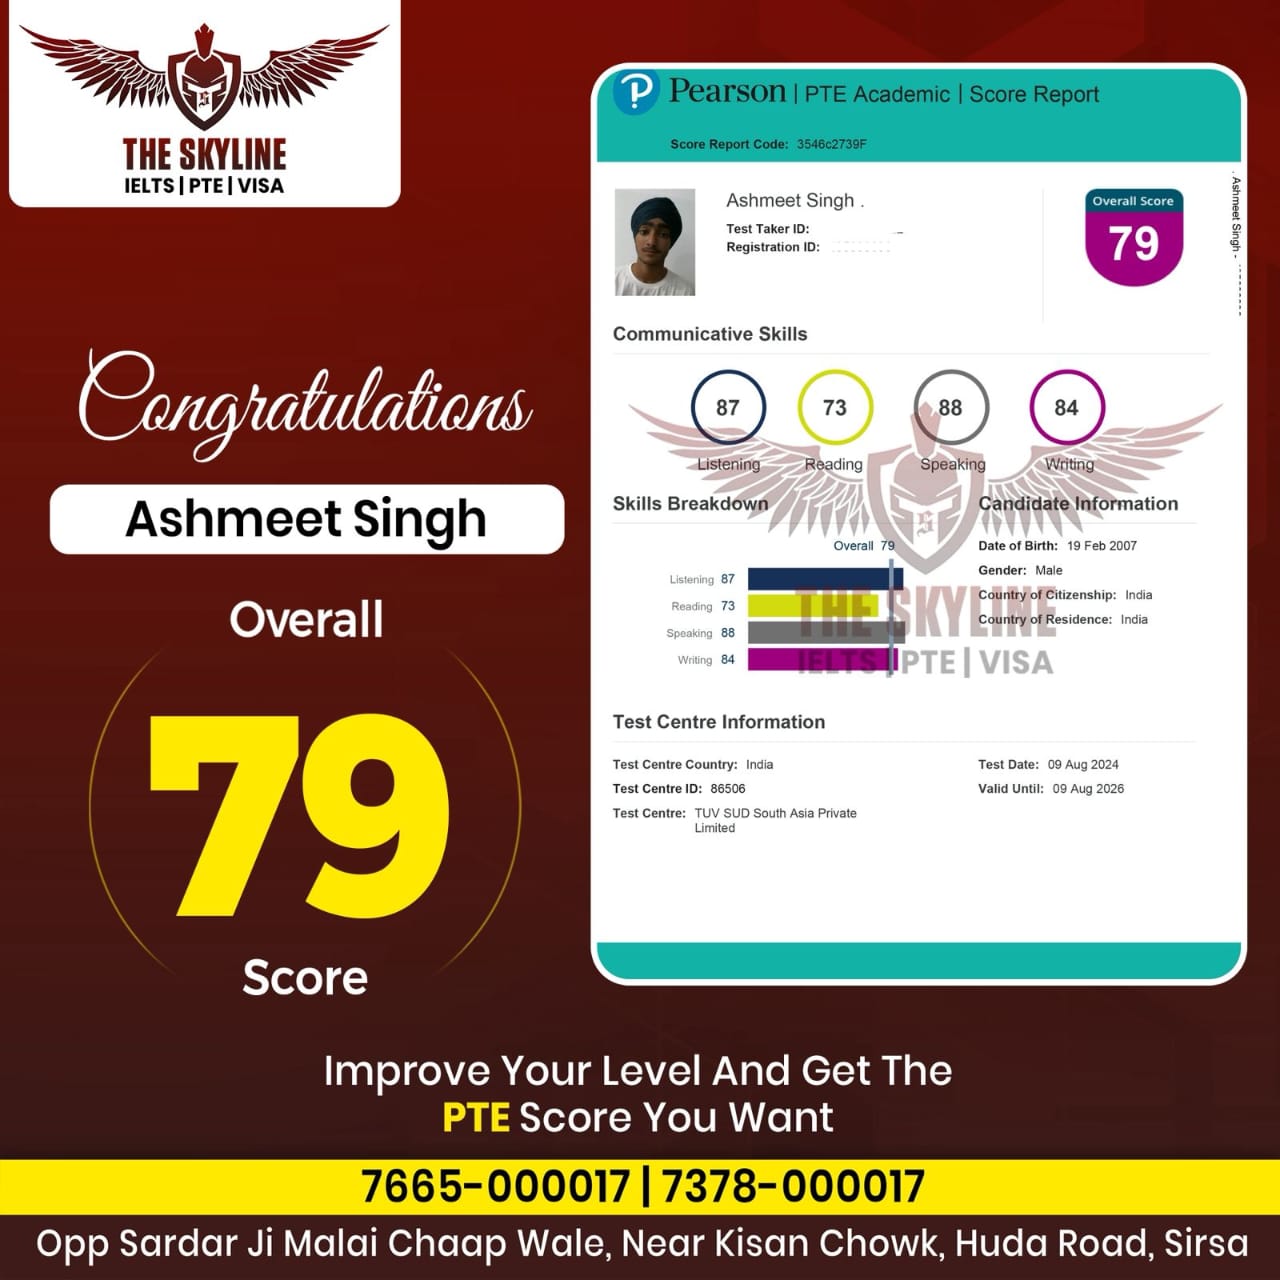 THE SKYLINE
IELTS | PTE | VISA
Congratulations
Ashmeet Singh
Overall
79
Score
Pearson | PTE Academic | Score Report
Score Report Code: 3546c2739F
Ashmeet Singh .
Test Taker ID:
Registration ID:
Overall Score
79
. Ashmeet Singh -
Communicative Skills
87 73 88 84
Listening Reading Speaking Writing
Skills Breakdown
Overall 79
Listening 87
Reading 73
Speaking 88
Writing 84
Candidate Information
Date of Birth: 19 Feb 2007
Gender: Male
Country of Citizenship: India
Country of Residence: India
THE SKYLINE
IELTS | PTE | VISA
Test Centre Information
Test Centre Country: India
Test Centre ID: 86506
Test Centre: TUV SUD South Asia Private
Limited
Test Date: 09 Aug 2024
Valid Until: 09 Aug 2026
Improve Your Level And Get The
PTE Score You Want
7665-000017 | 7378-000017
Opp Sardar Ji Malai Chaap Wale, Near Kisan Chowk, Huda Road, Sirsa